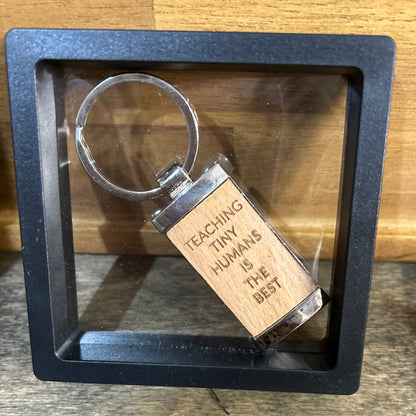 TEACHING
TINY
HUMANS
IS
THE
BEST